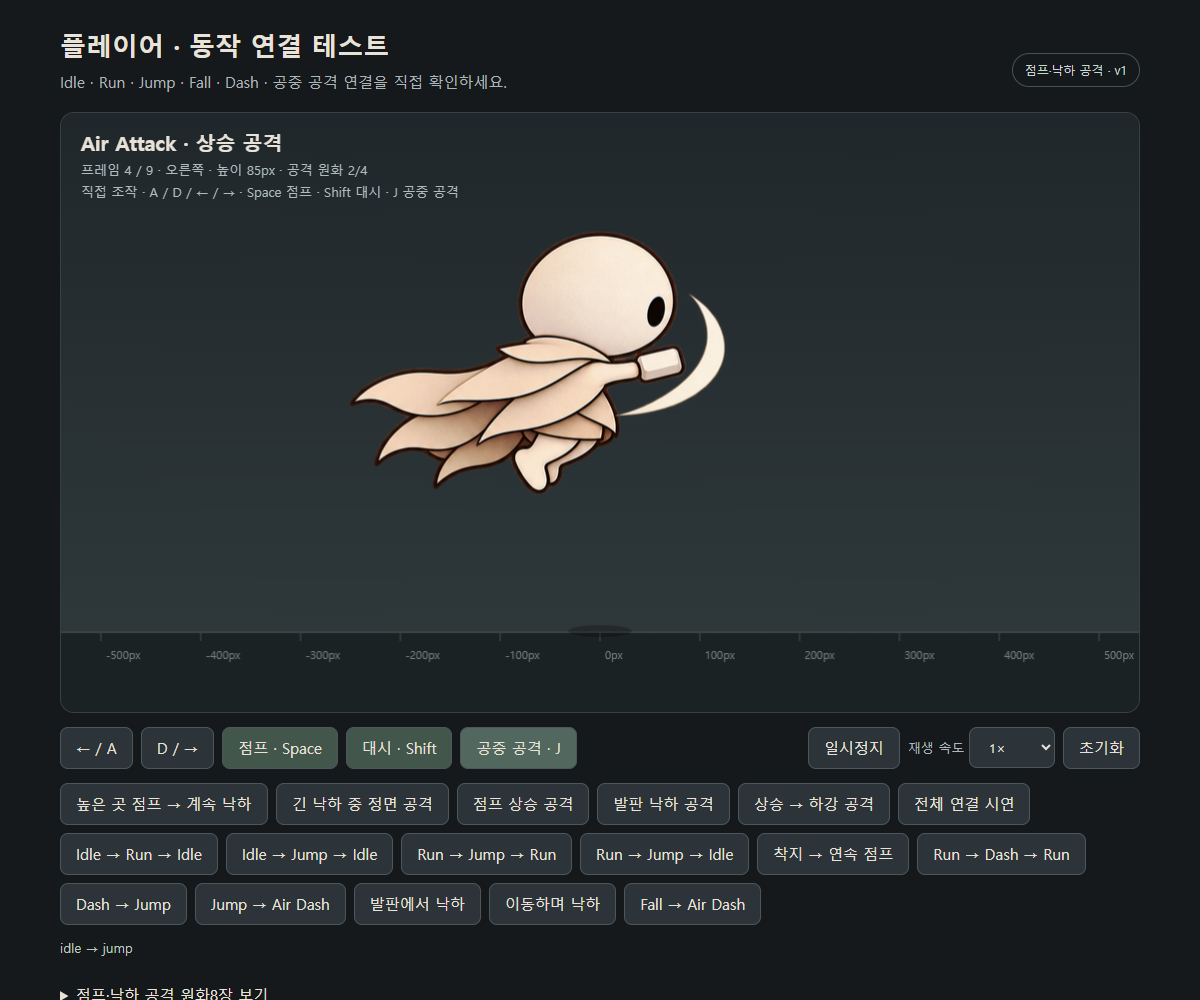 플레이어 · 동작 연결 테스트
Idle · Run · Jump · Fall · Dash · 공중 공격 연결을 직접 확인하세요.
점프·낙하 공격 · v1
Air Attack · 상승 공격
프레임 4 / 9 · 오른쪽 · 높이 85px · 공격 원화 2/4
직접 조작 · A / D / ← / → · Space 점프 · Shift 대시 · J 공중 공격
-500px -400px -300px -200px -100px 0px 100px 200px 300px 400px 500px
← / A D / → 점프 · Space 대시 · Shift 공중 공격 · J 일시정지 재생 속도 1× 초기화
높은 곳 점프 → 계속 낙하 긴 낙하 중 정면 공격 점프 상승 공격 발판 낙하 공격 상승 → 하강 공격 전체 연결 시연
Idle → Run → Idle Idle → Jump → Idle Run → Jump → Run Run → Jump → Idle 착지 → 연속 점프 Run → Dash → Run
Dash → Jump Jump → Air Dash 발판에서 낙하 이동하며 낙하 Fall → Air Dash
idle → jump
▶ 점프·낙하 공격 원화8장 보기